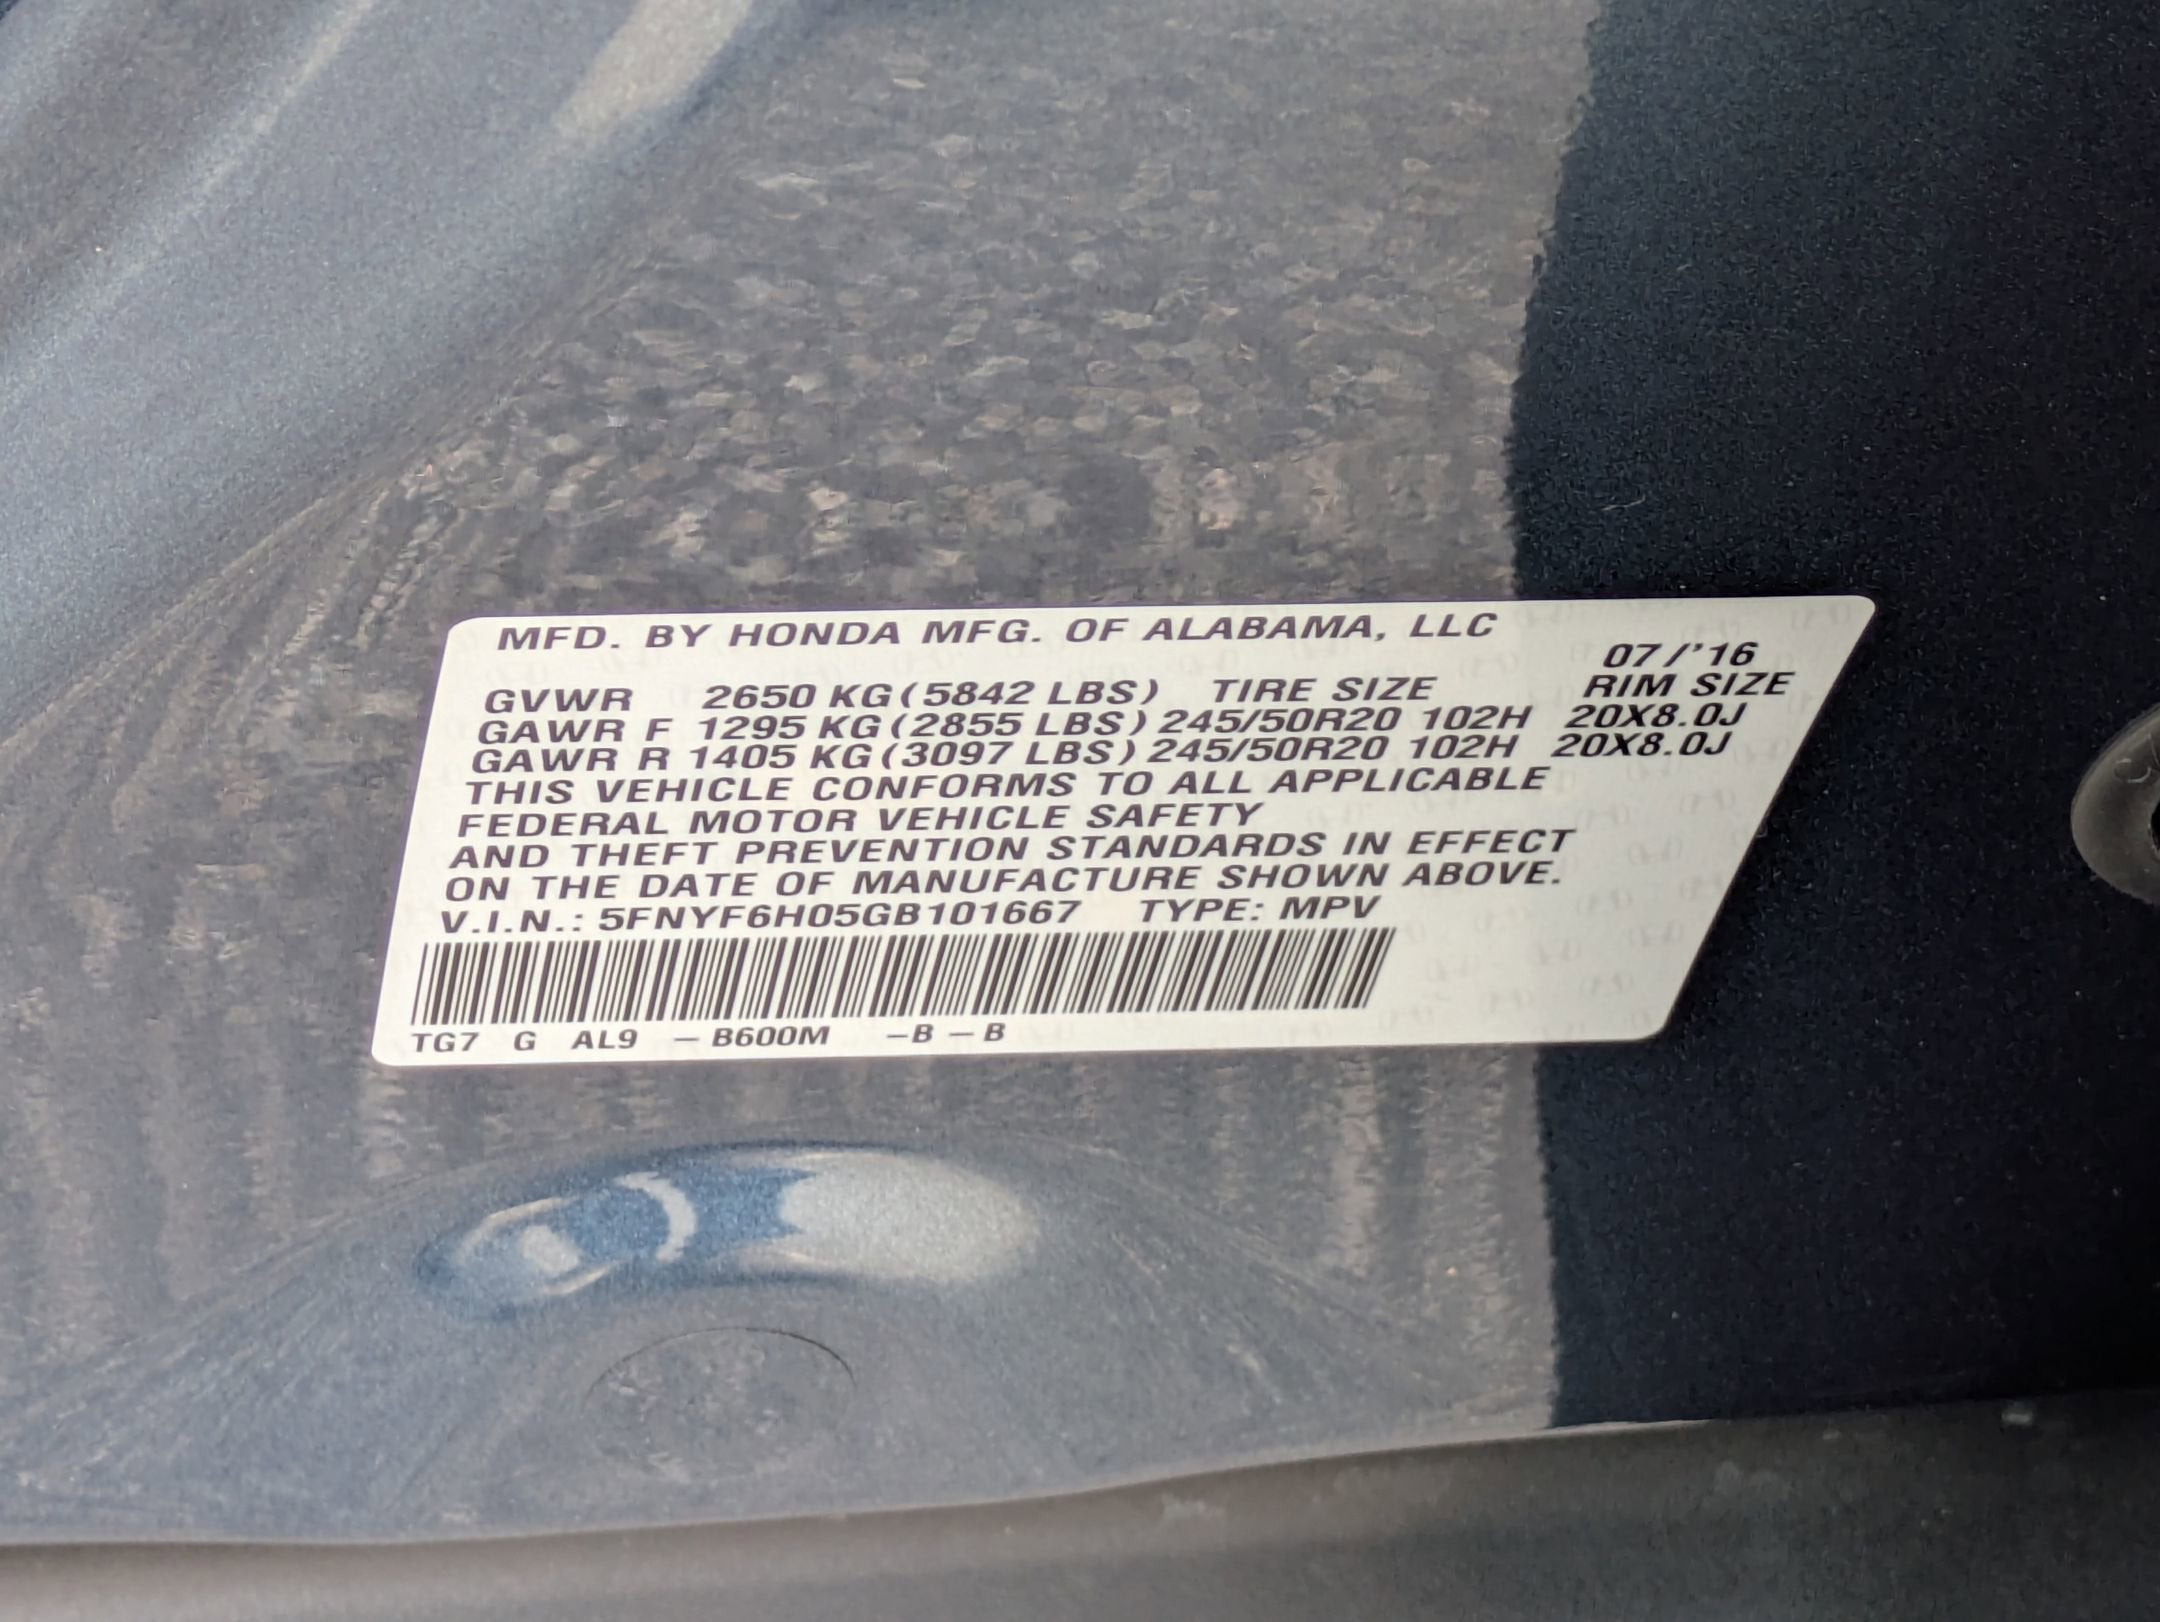 MFD. BY HONDA MFG. OF ALABAMA, LLC
07/'16
GVWR 2650 KG (5842 LBS) TIRE SIZE RIM SIZE
GAWR F 1295 KG (2855 LBS) 245/50R20 102H 20X8.0J
GAWR R 1405 KG (3097 LBS) 245/50R20 102H 20X8.0J
THIS VEHICLE CONFORMS TO ALL APPLICABLE
FEDERAL MOTOR VEHICLE SAFETY
AND THEFT PREVENTION STANDARDS IN EFFECT
ON THE DATE OF MANUFACTURE SHOWN ABOVE.
V.I.N.: 5FNYF6H05GB101667 TYPE: MPV
TG7 G AL9 – B600M –B – B